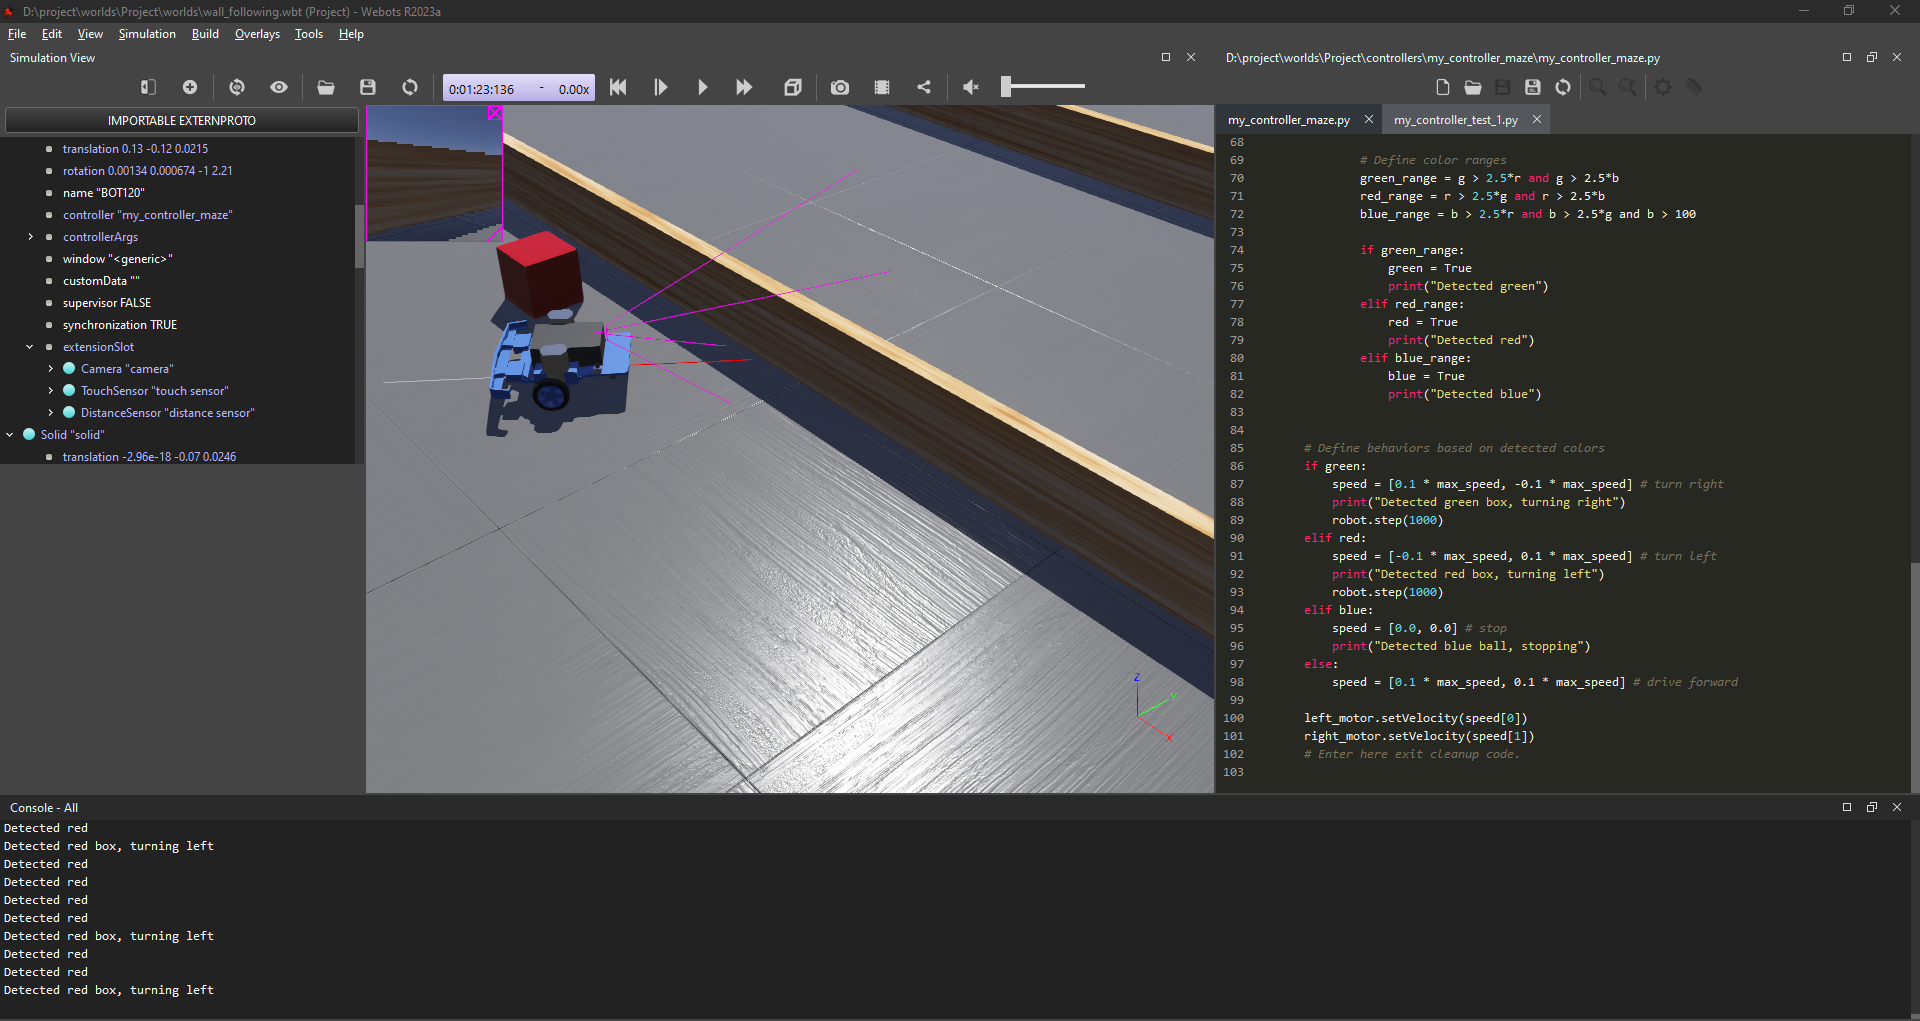 D:\project\worlds\Project\worlds\wall_following.wbt (Project) - Webots R2023a
File Edit View Simulation Build Overlays Tools Help
Simulation View
0:01:23:136 - 0.00x
IMPORTABLE EXTERNPROTO
translation 0.13 -0.12 0.0215
rotation 0.00134 0.000674 -1 2.21
name "BOT120"
controller "my_controller_maze"
controllerArgs
window "<generic>"
customData ""
supervisor FALSE
synchronization TRUE
extensionSlot
Camera "camera"
TouchSensor "touch sensor"
DistanceSensor "distance sensor"
Solid "solid"
translation -2.96e-18 -0.07 0.0246
Z
Y
X
D:\project\worlds\Project\controllers\my_controller_maze\my_controller_maze.py
my_controller_maze.py my_controller_test_1.py
68
69 # Define color ranges
70 green_range = g > 2.5*r and g > 2.5*b
71 red_range = r > 2.5*g and r > 2.5*b
72 blue_range = b > 2.5*r and b > 2.5*g and b > 100
73
74 if green_range:
75 green = True
76 print("Detected green")
77 elif red_range:
78 red = True
79 print("Detected red")
80 elif blue_range:
81 blue = True
82 print("Detected blue")
83
84
85 # Define behaviors based on detected colors
86 if green:
87 speed = [0.1 * max_speed, -0.1 * max_speed] # turn right
88 print("Detected green box, turning right")
89 robot.step(1000)
90 elif red:
91 speed = [-0.1 * max_speed, 0.1 * max_speed] # turn left
92 print("Detected red box, turning left")
93 robot.step(1000)
94 elif blue:
95 speed = [0.0, 0.0] # stop
96 print("Detected blue ball, stopping")
97 else:
98 speed = [0.1 * max_speed, 0.1 * max_speed] # drive forward
99
100 left_motor.setVelocity(speed[0])
101 right_motor.setVelocity(speed[1])
102 # Enter here exit cleanup code.
103
Console - All
Detected red
Detected red box, turning left
Detected red
Detected red
Detected red
Detected red
Detected red box, turning left
Detected red
Detected red
Detected red box, turning left